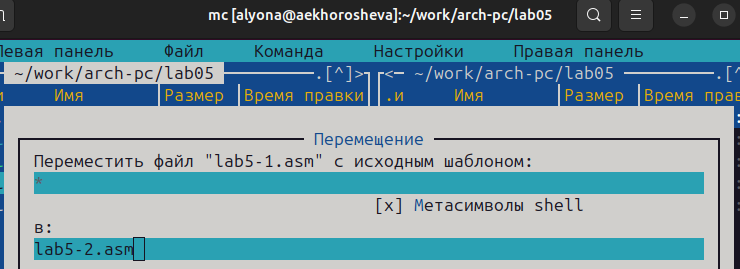 mc [alyona@aekhorosheva]:~/work/arch-pc/lab05
Левая панель Файл Команда Настройки Правая панель
~/work/arch-pc/lab05 .[^]> <— ~/work/arch-pc/lab05 .[^
.и Имя Размер Время правки .и Имя Размер Время прав
Перемещение
Переместить файл "lab5-1.asm" с исходным шаблоном:
*
[x] Метасимволы shell
в:
lab5-2.asm